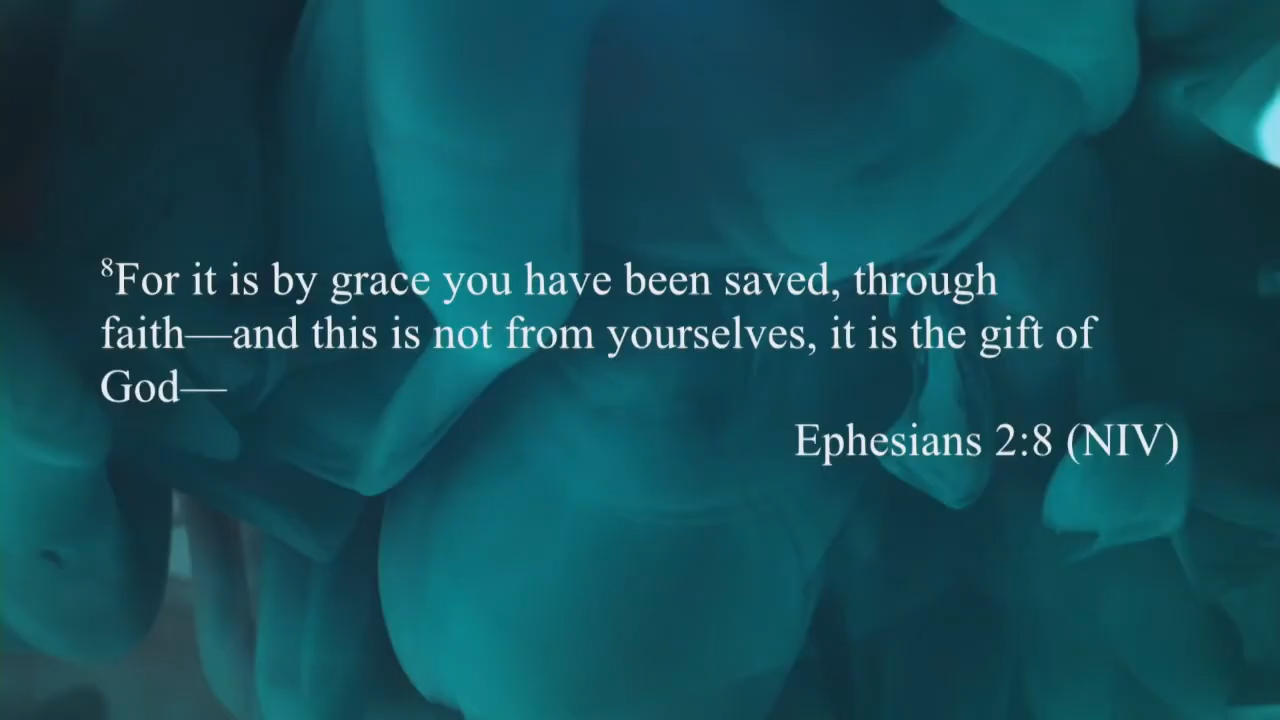 ⁸For it is by grace you have been saved, through
faith—and this is not from yourselves, it is the gift of
God—
Ephesians 2:8 (NIV)